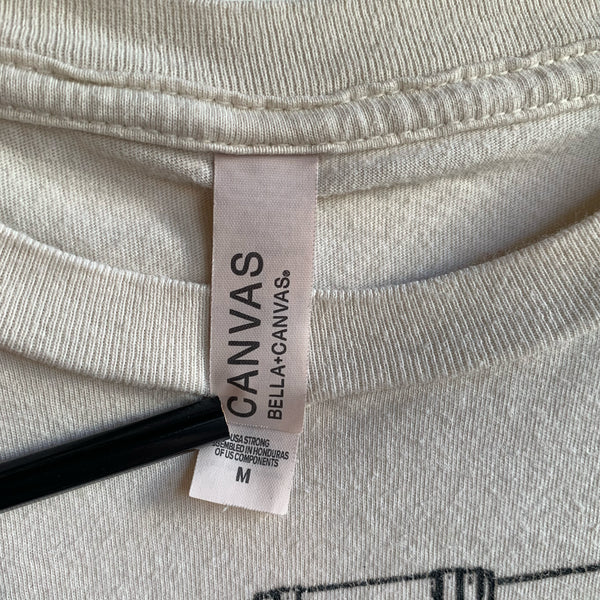 CANVAS
BELLA+CANVAS®
USA STRONG
ASSEMBLED IN HONDURAS
OF US COMPONENTS
M